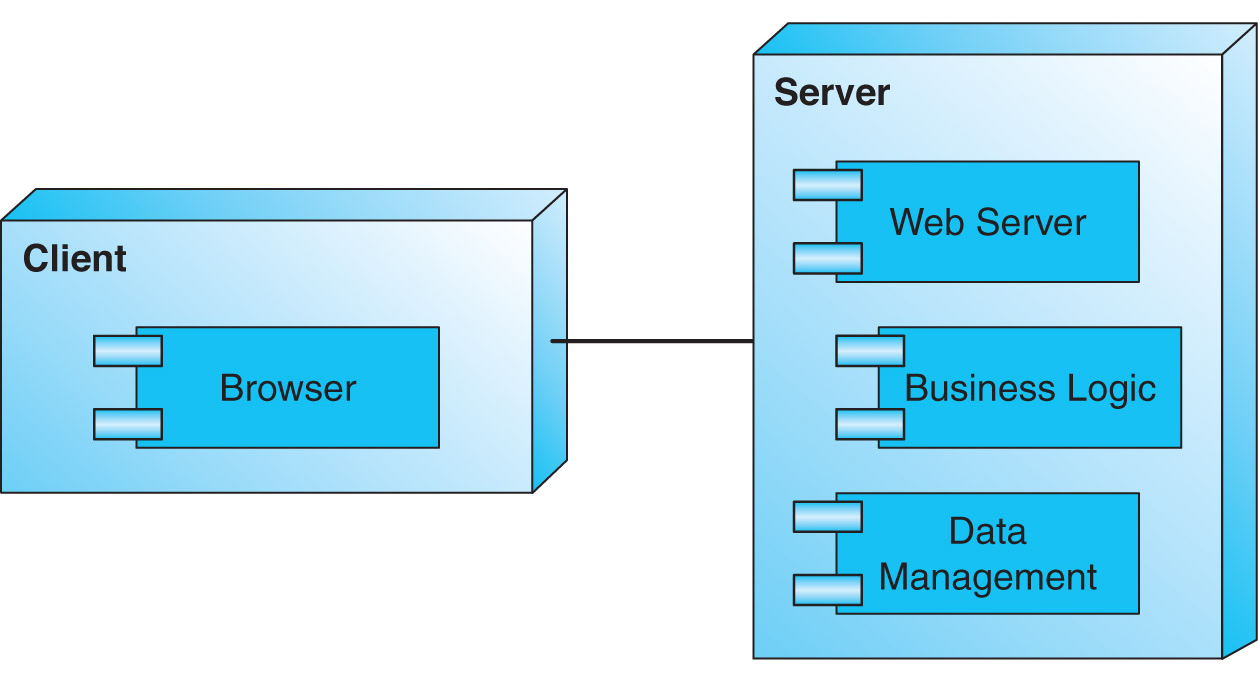 Client
Browser
Server
Web Server
Business Logic
Data
Management